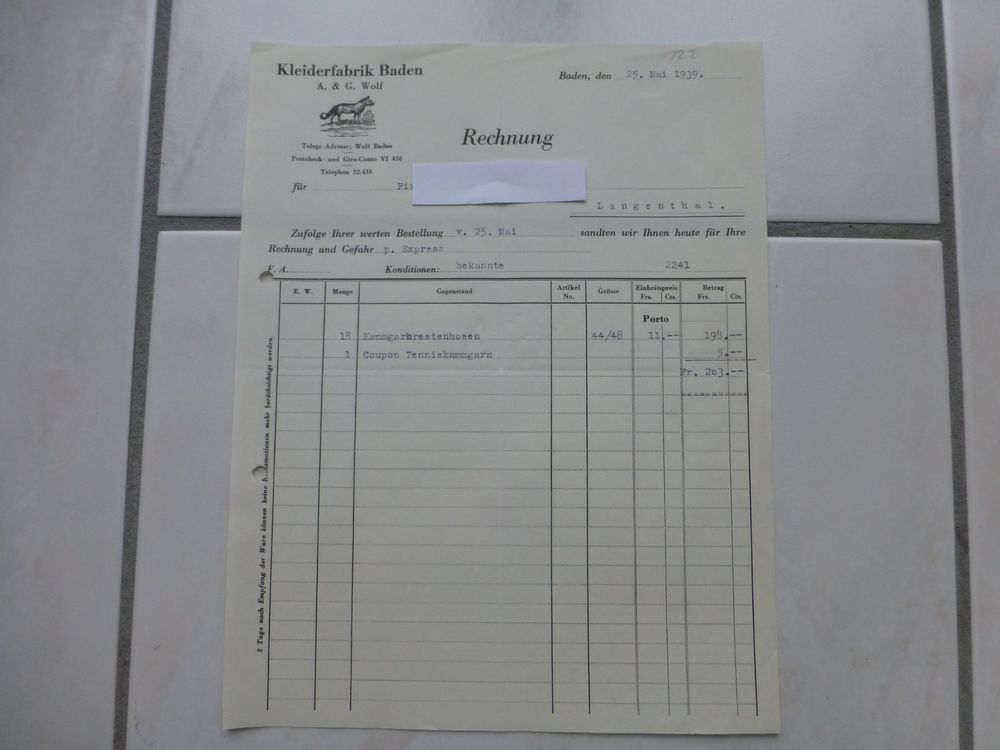 122
Kleiderfabrik Baden
A. & G. Wolf
Baden, den 25. Mai 1939.
Telegr.-Adresse: Wolf Baden
Postcheck- und Giro-Conto VI 456
Telephon 22.436
Rechnung
für Fi
Langenthal.
Zufolge Ihrer werten Bestellung v. 25. Mai sandten wir Ihnen heute für Ihre
Rechnung und Gefahr p. Express
F. A. Konditionen: bekannte 2241
E. W. Menge Gegenstand Artikel No. Grösse Einheitspreis Frs. Cts. Betrag Frs. Cts.
Porto
18 Kammgarnrestenhosen 44/48 11.-- 198.--
1 Coupon Tenniskammgarn 5.--
Fr. 203.--
8 Tage nach Empfang der Ware können keine Reklamationen mehr berücksichtigt werden.